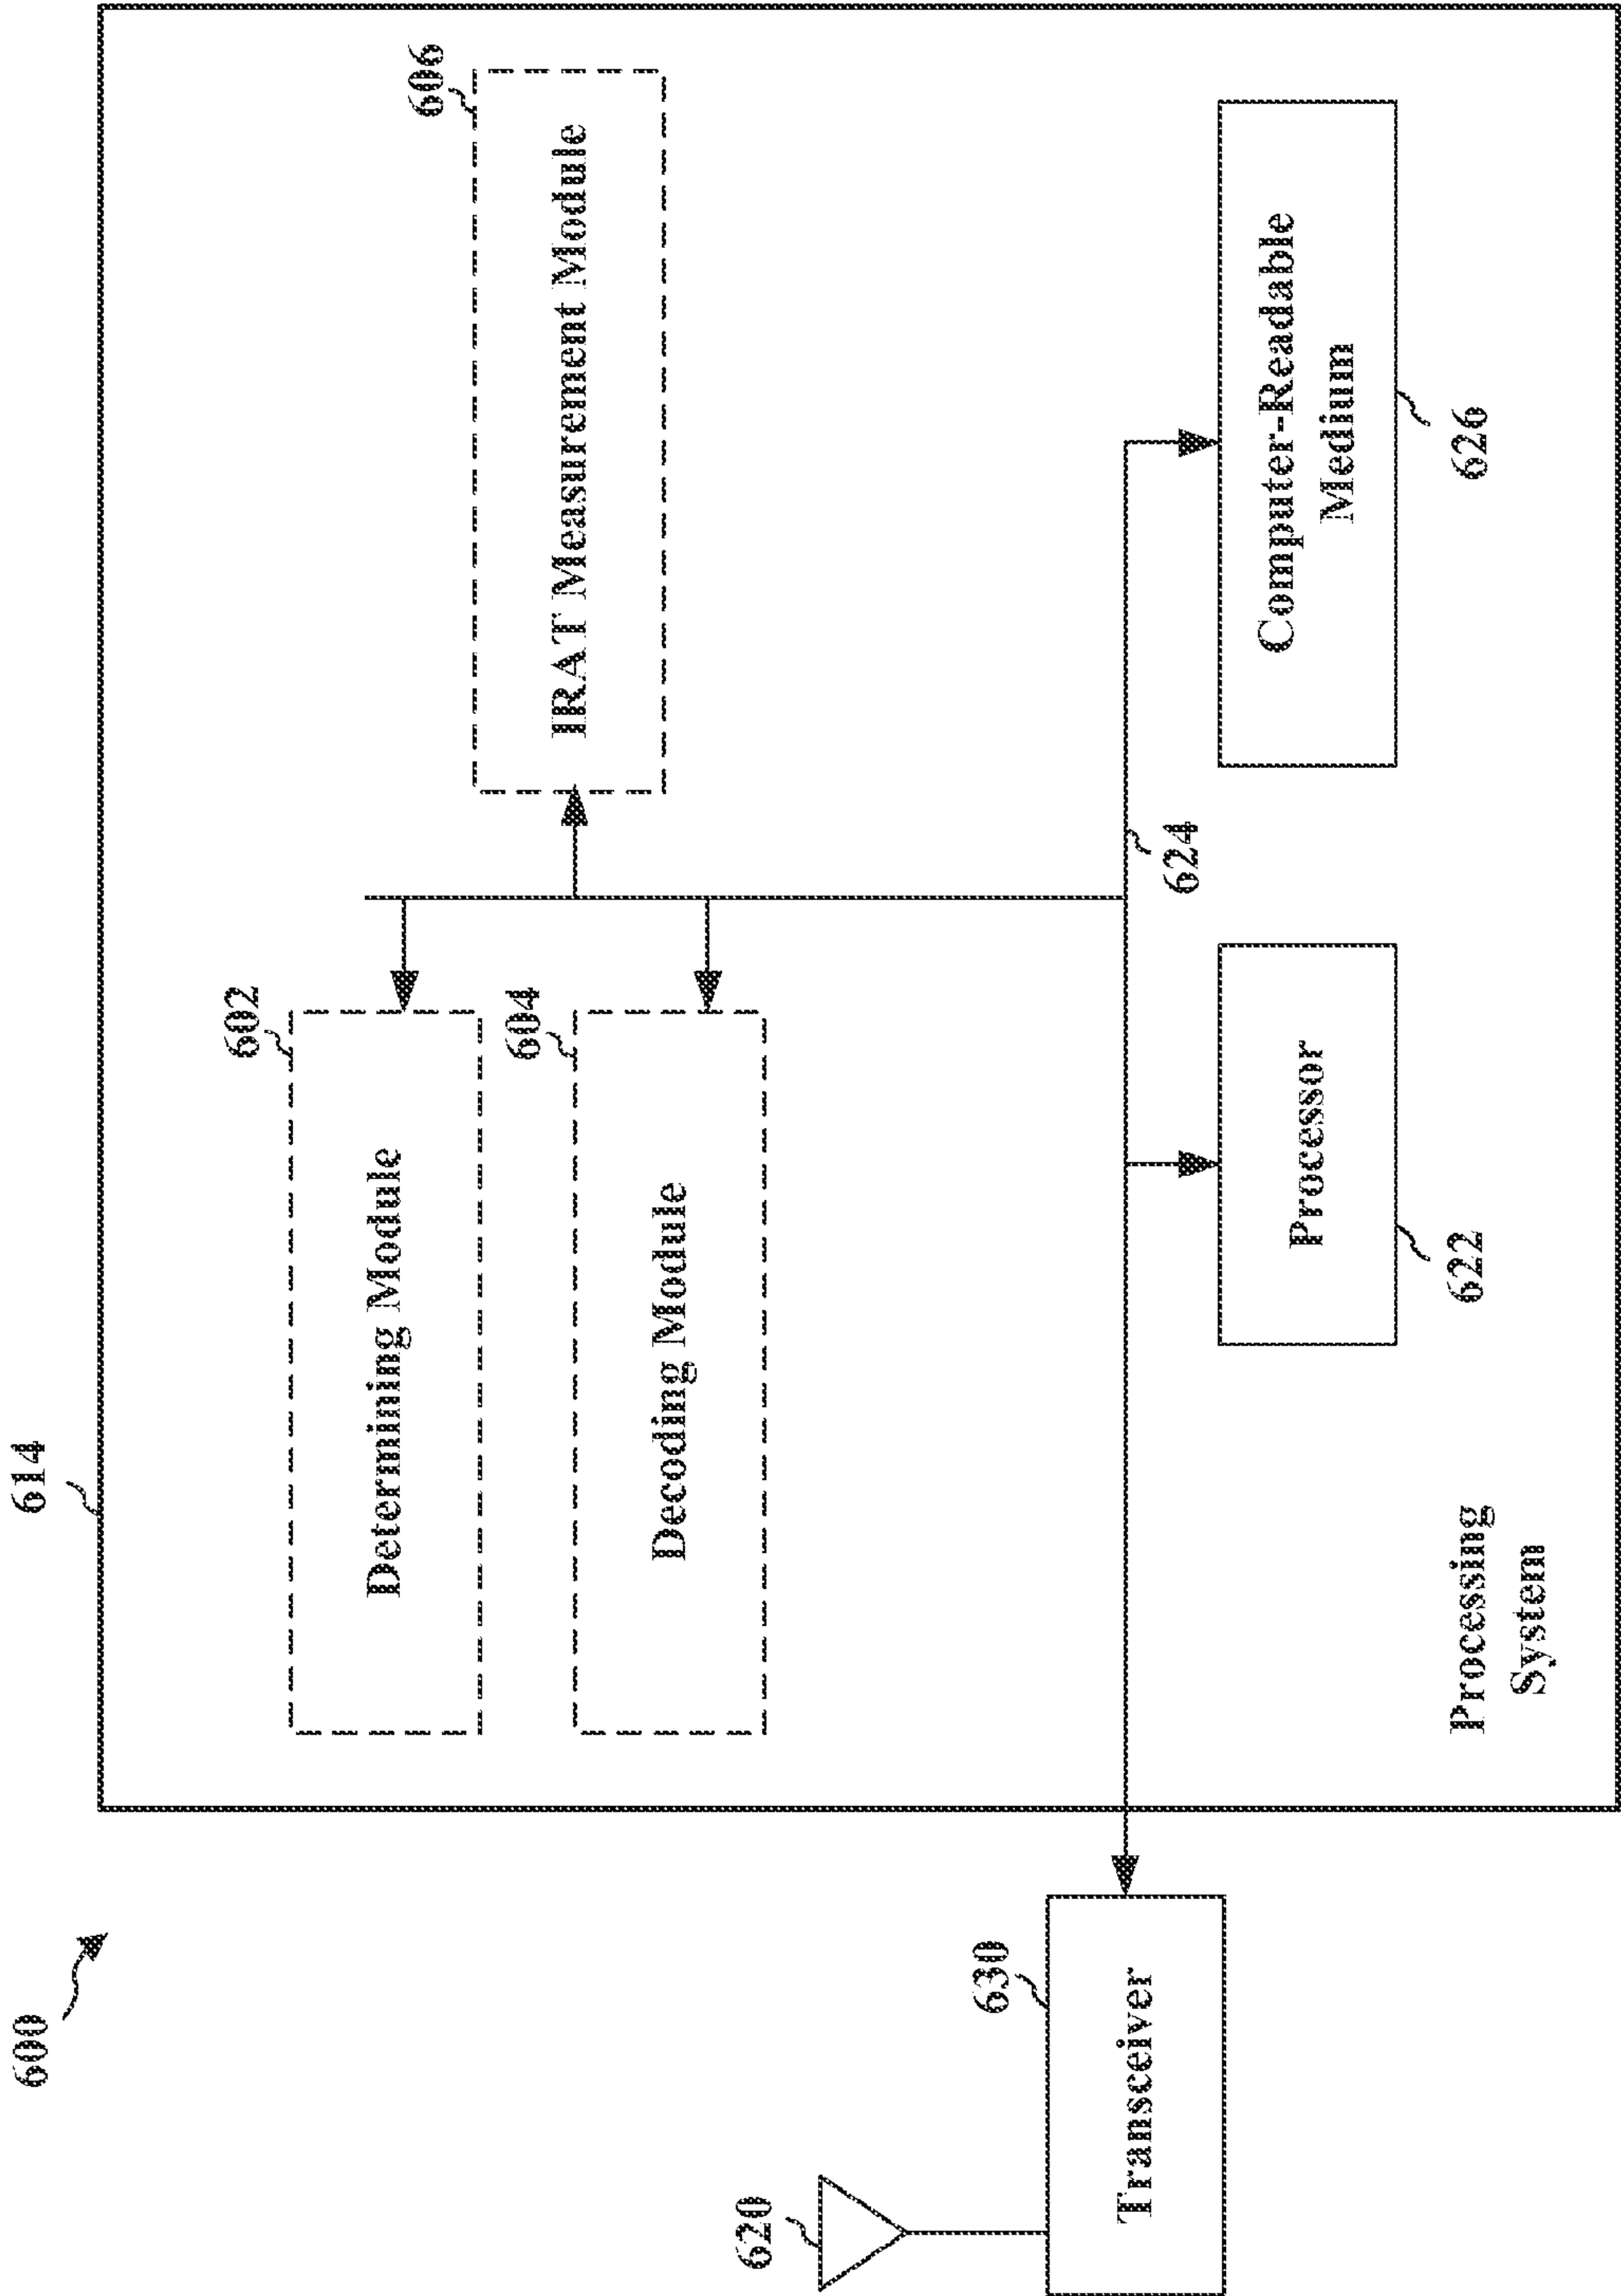 600
614
602
Determining Module
604
Decoding Module
606
IRAT Measurement Module
620
630
Transceiver
624
Processor
622
Computer-Readable
Medium
626
Processing
System